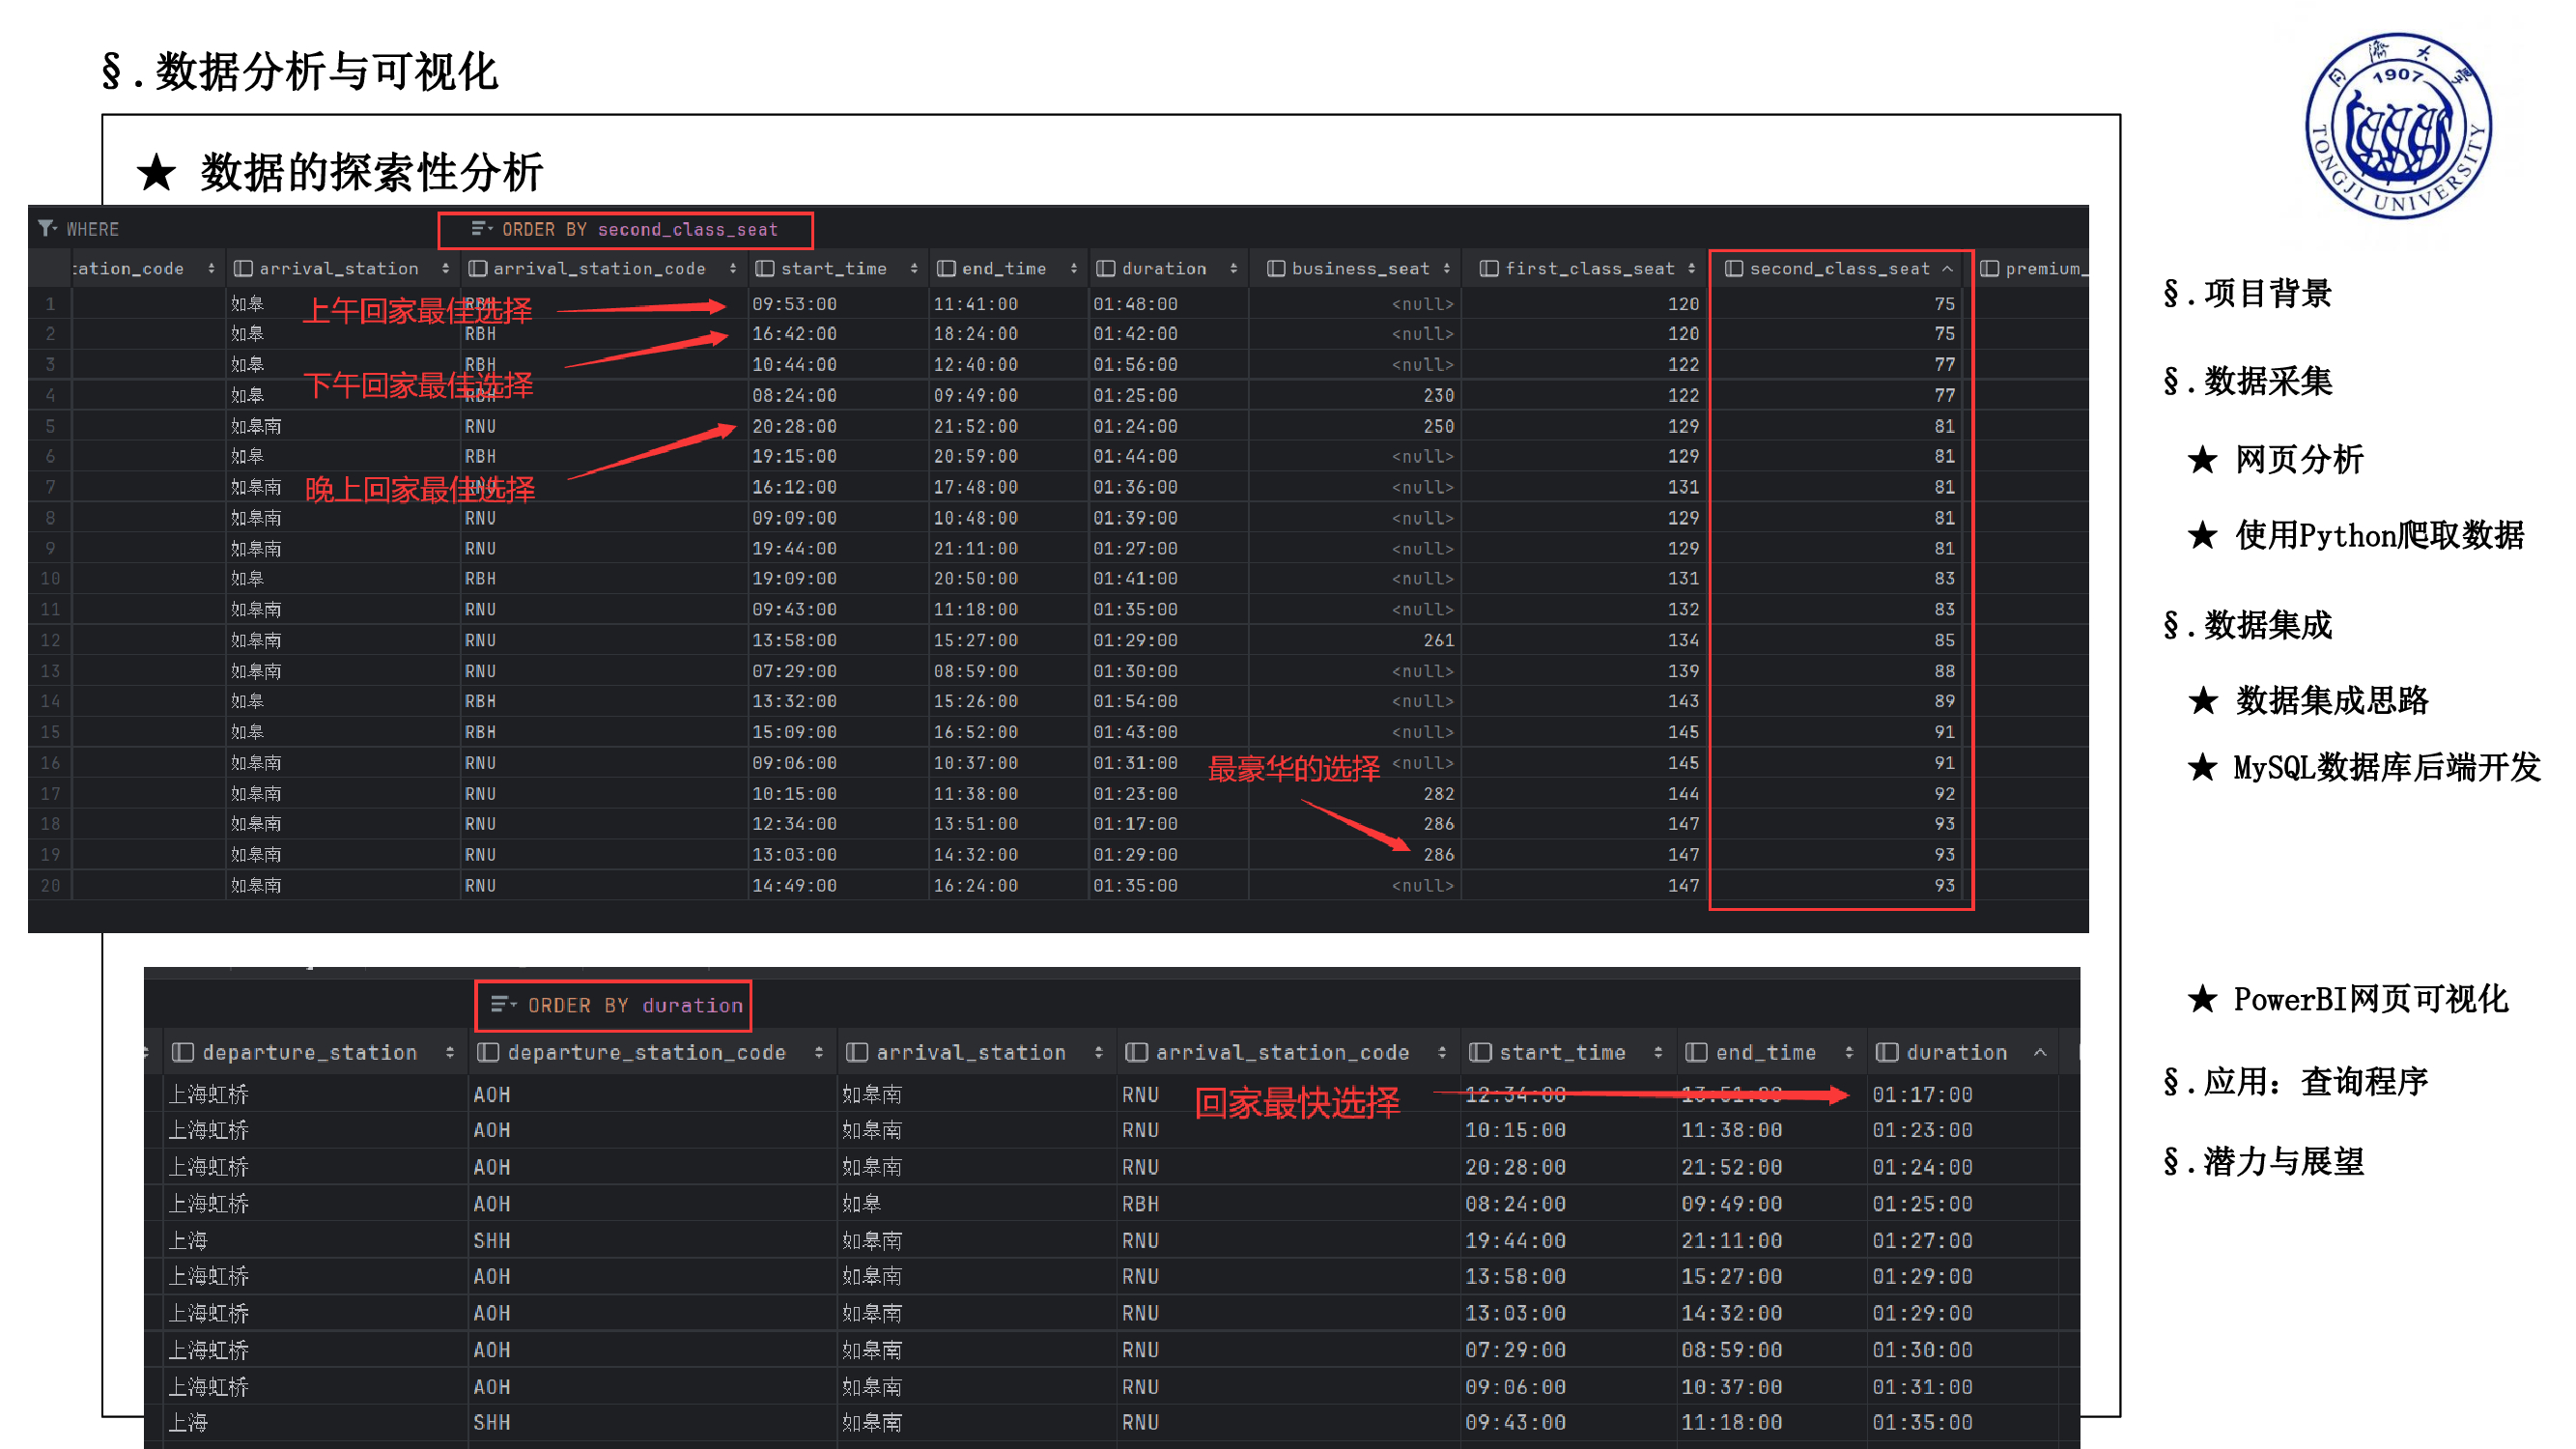 §.数据分析与可视化
★ 数据的探索性分析
WHERE
ORDER BY second_class_seat
tation_code arrival_station arrival_station_code start_time end_time duration business_seat first_class_seat second_class_seat premium_
1 如皋 RBH 09:53:00 11:41:00 01:48:00 <null> 120 75
上午回家最佳选择
2 如皋 RBH 16:42:00 18:24:00 01:42:00 <null> 120 75
3 如皋 RBH 10:44:00 12:40:00 01:56:00 <null> 122 77
下午回家最佳选择
4 如皋 RBH 08:24:00 09:49:00 01:25:00 230 122 77
5 如皋南 RNU 20:28:00 21:52:00 01:24:00 250 129 81
6 如皋 RBH 19:15:00 20:59:00 01:44:00 <null> 129 81
7 如皋南 RNU 16:12:00 17:48:00 01:36:00 <null> 131 81
晚上回家最佳选择
8 如皋南 RNU 09:09:00 10:48:00 01:39:00 <null> 129 81
9 如皋南 RNU 19:44:00 21:11:00 01:27:00 <null> 129 81
10 如皋 RBH 19:09:00 20:50:00 01:41:00 <null> 131 83
11 如皋南 RNU 09:43:00 11:18:00 01:35:00 <null> 132 83
12 如皋南 RNU 13:58:00 15:27:00 01:29:00 261 134 85
13 如皋南 RNU 07:29:00 08:59:00 01:30:00 <null> 139 88
14 如皋 RBH 13:32:00 15:26:00 01:54:00 <null> 143 89
15 如皋 RBH 15:09:00 16:52:00 01:43:00 <null> 145 91
16 如皋南 RNU 09:06:00 10:37:00 01:31:00 <null> 145 91
最豪华的选择
17 如皋南 RNU 10:15:00 11:38:00 01:23:00 282 144 92
18 如皋南 RNU 12:34:00 13:51:00 01:17:00 286 147 93
19 如皋南 RNU 13:03:00 14:32:00 01:29:00 286 147 93
20 如皋南 RNU 14:49:00 16:24:00 01:35:00 <null> 147 93
ORDER BY duration
departure_station departure_station_code arrival_station arrival_station_code start_time end_time duration
上海虹桥 AOH 如皋南 RNU 12:34:00 13:51:00 01:17:00
回家最快选择
上海虹桥 AOH 如皋南 RNU 10:15:00 11:38:00 01:23:00
上海虹桥 AOH 如皋南 RNU 20:28:00 21:52:00 01:24:00
上海虹桥 AOH 如皋 RBH 08:24:00 09:49:00 01:25:00
上海 SHH 如皋南 RNU 19:44:00 21:11:00 01:27:00
上海虹桥 AOH 如皋南 RNU 13:58:00 15:27:00 01:29:00
上海虹桥 AOH 如皋南 RNU 13:03:00 14:32:00 01:29:00
上海虹桥 AOH 如皋南 RNU 07:29:00 08:59:00 01:30:00
上海虹桥 AOH 如皋南 RNU 09:06:00 10:37:00 01:31:00
上海 SHH 如皋南 RNU 09:43:00 11:18:00 01:35:00
同濟大學
1907
TONGJI UNIVERSITY
§.项目背景
§.数据采集
★ 网页分析
★ 使用Python爬取数据
§.数据集成
★ 数据集成思路
★ MySQL数据库后端开发
★ PowerBI网页可视化
§.应用：查询程序
§.潜力与展望